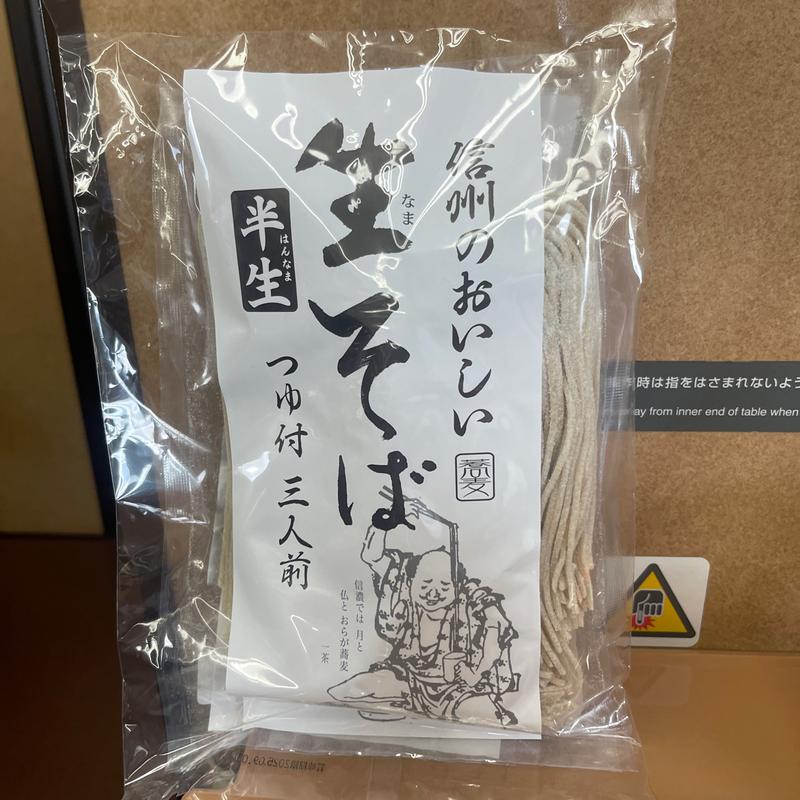 信州のおいしい
蕎麦
生そば
なま
半生
はんなま
つゆ付 三人前
信濃では 月と
仏と おらが蕎麦
一茶
時は指をはさまれないよう
away from inner end of table when